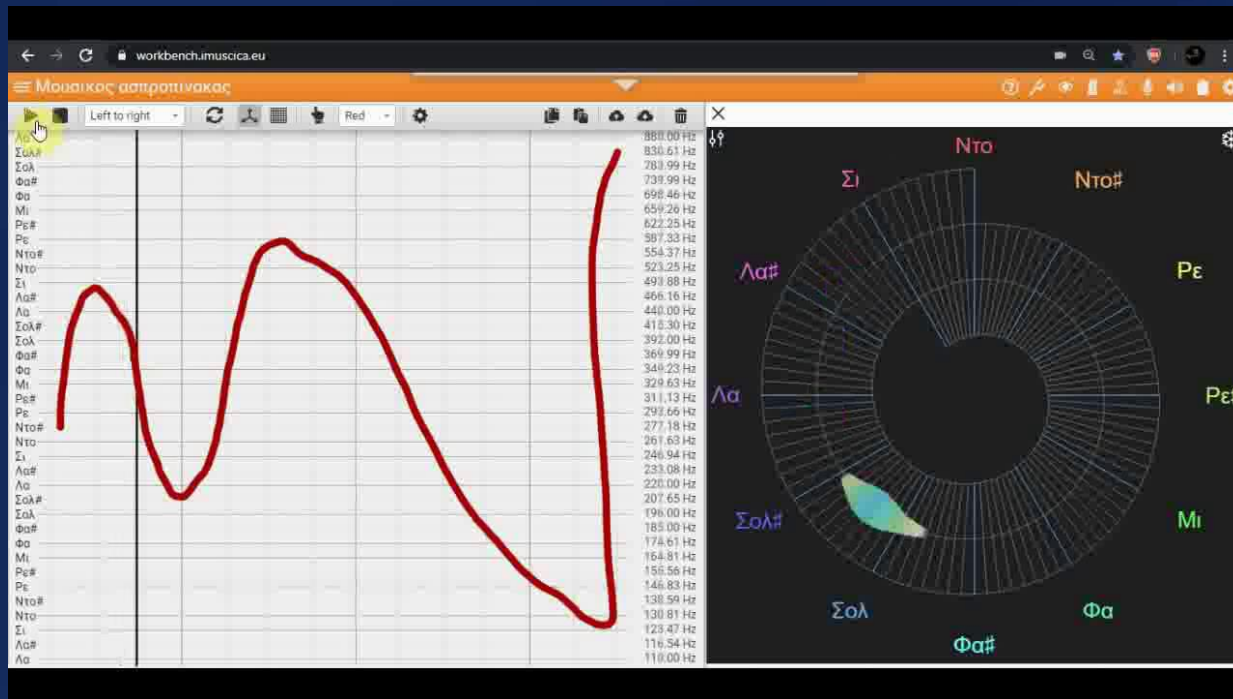 workbench.imuscica.eu
Μουσικος ασπροπινακας
Left to right
Red
Λα 880.00 Hz
Σολ# 830.61 Hz
Σολ 783.99 Hz
Φα# 739.99 Hz
Φα 698.46 Hz
Μι 659.26 Hz
Ρε# 622.25 Hz
Ρε 587.33 Hz
Ντο# 554.37 Hz
Ντο 523.25 Hz
Σι 493.88 Hz
Λα# 466.16 Hz
Λα 440.00 Hz
Σολ# 415.30 Hz
Σολ 392.00 Hz
Φα# 369.99 Hz
Φα 349.23 Hz
Μι 329.63 Hz
Ρε# 311.13 Hz
Ρε 293.66 Hz
Ντο# 277.18 Hz
Ντο 261.63 Hz
Σι 246.94 Hz
Λα# 233.08 Hz
Λα 220.00 Hz
Σολ# 207.65 Hz
Σολ 196.00 Hz
Φα# 185.00 Hz
Φα 174.61 Hz
Μι 164.81 Hz
Ρε# 155.56 Hz
Ρε 146.83 Hz
Ντο# 138.59 Hz
Ντο 130.81 Hz
Σι 123.47 Hz
Λα# 116.54 Hz
Λα 110.00 Hz
Ντο
Ντο#
Ρε
Ρε#
Μι
Φα
Φα#
Σολ
Σολ#
Λα
Λα#
Σι